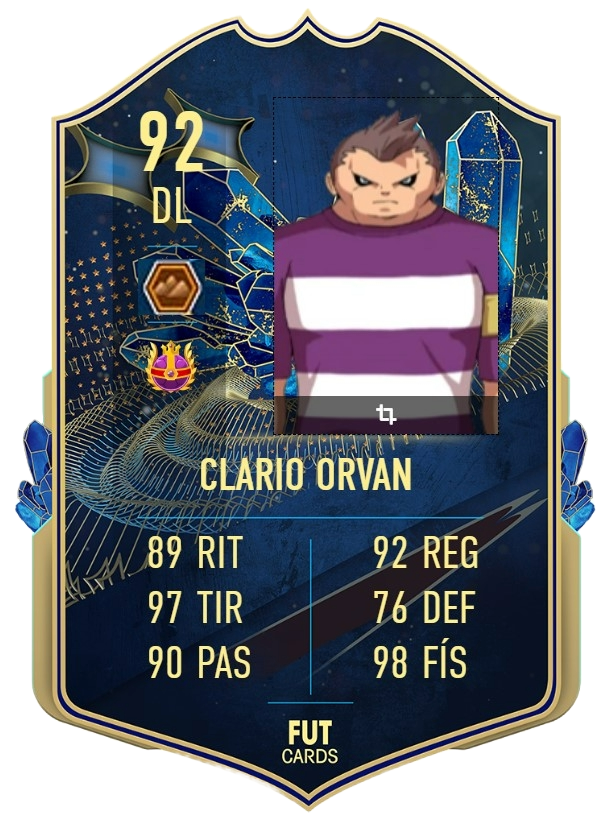 92
DL
CLARIO ORVAN
89 RIT
97 TIR
90 PAS
92 REG
76 DEF
98 FÍS
FUT
CARDS